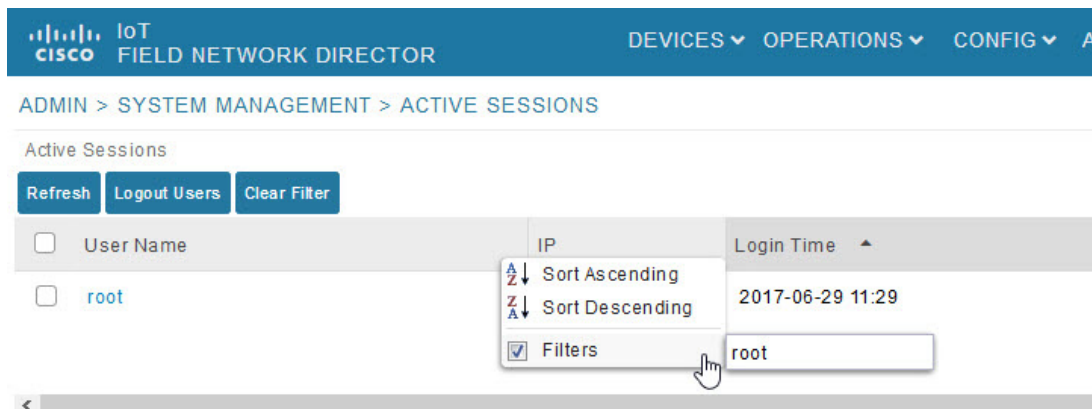 CISCO IoT
FIELD NETWORK DIRECTOR
DEVICES OPERATIONS CONFIG A
ADMIN > SYSTEM MANAGEMENT > ACTIVE SESSIONS
Active Sessions
Refresh Logout Users Clear Filter
User Name IP Login Time
Sort Ascending
root 2017-06-29 11:29
Sort Descending
Filters root